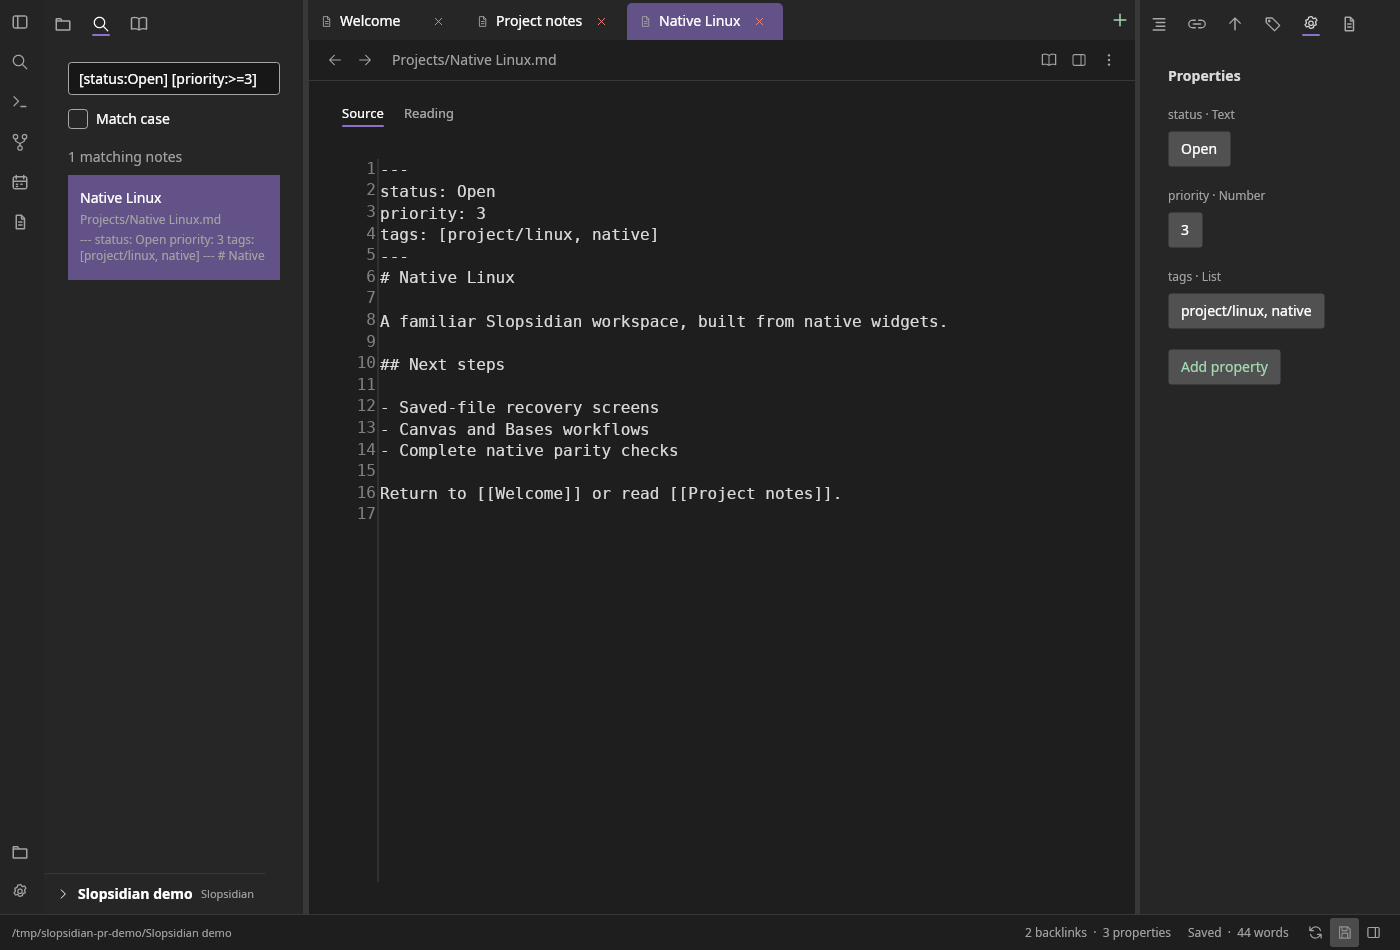 Welcome
Project notes
Native Linux
[status:Open] [priority:>=3]
Match case
1 matching notes
Native Linux
Projects/Native Linux.md
--- status: Open priority: 3 tags:
[project/linux, native] --- # Native
Slopsidian demo Slopsidian
Projects/Native Linux.md
Source Reading
1 ---
2 status: Open
3 priority: 3
4 tags: [project/linux, native]
5 ---
6 # Native Linux
7
8 A familiar Slopsidian workspace, built from native widgets.
9
10 ## Next steps
11
12 - Saved-file recovery screens
13 - Canvas and Bases workflows
14 - Complete native parity checks
15
16 Return to [[Welcome]] or read [[Project notes]].
17
Properties
status · Text
Open
priority · Number
3
tags · List
project/linux, native
Add property
/tmp/slopsidian-pr-demo/Slopsidian demo
2 backlinks · 3 properties
Saved · 44 words